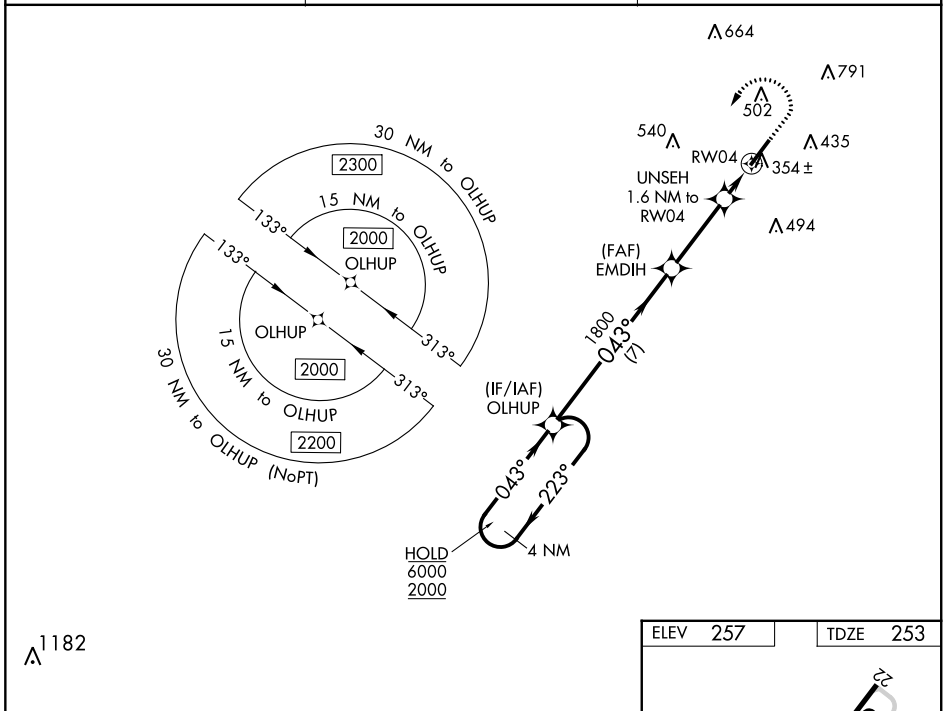 664
791
502
540
435
RW04
354 ±
UNSEH
1.6 NM to
RW04
494
(FAF)
EMDIH
30 NM to OLHUP
2300
15 NM to OLHUP
2000
OLHUP
133°
313°
133°
OLHUP
313°
15 NM to OLHUP
2000
30 NM to OLHUP (NoPT)
2200
1800
043°
(7)
(IF/IAF)
OLHUP
043°
223°
HOLD
6000
2000
4 NM
1182
ELEV 257
TDZE 253
22